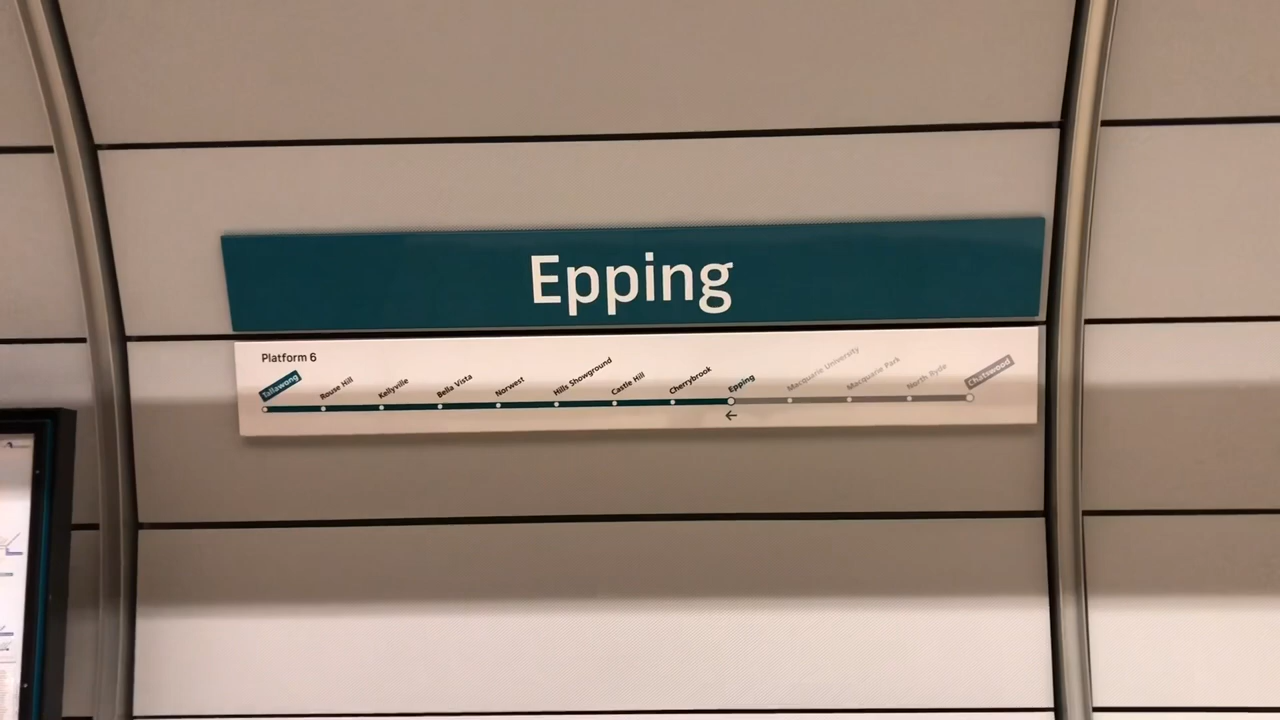 Epping
Platform 6
Tallawong
Rouse Hill
Kellyville
Bella Vista
Norwest
Hills Showground
Castle Hill
Cherrybrook
Epping
Macquarie University
Macquarie Park
North Ryde
Chatswood
←